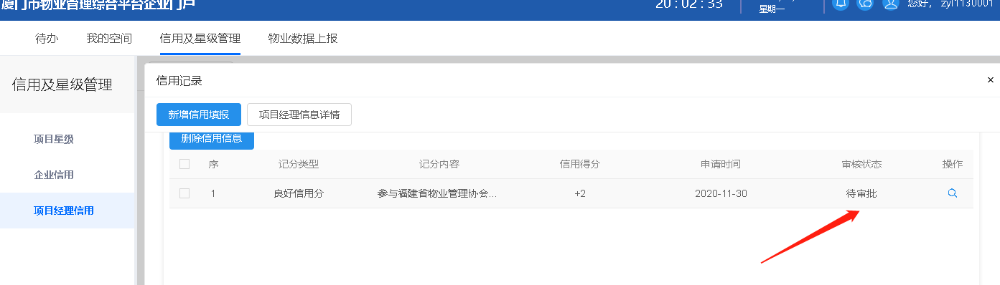 厦门市物业管理综合平台企业门户
20:02:33
星期一
您好， zyl1130001
待办 我的空间 信用及星级管理 物业数据上报
信用及星级管理
项目星级
企业信用
项目经理信用
信用记录 ×
新增信用填报 项目经理信息详情
删除信用信息
序 记分类型 记分内容 信用得分 申请时间 审核状态 操作
1 良好信用分 参与福建省物业管理协会... +2 2020-11-30 待审批